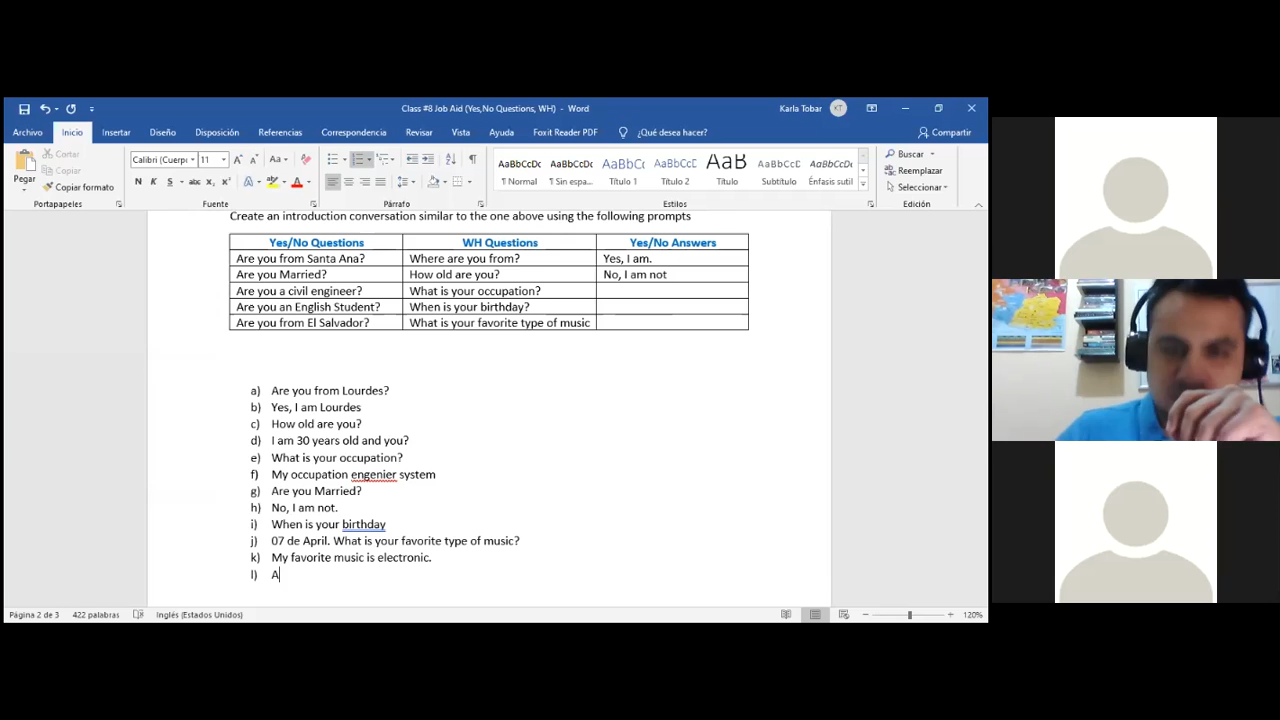 Class #8 Job Aid (Yes,No Questions, WH) - Word
Karla Tobar
KT
Archivo Inicio Insertar Diseño Disposición Referencias Correspondencia Revisar Vista Ayuda Foxit Reader PDF ¿Qué desea hacer? Compartir
Pegar
Cortar
Copiar
Copiar formato
Portapapeles
Calibri (Cuerpo
11
Fuente
Párrafo
AaBbCcDc AaBbCcDc AaBbC AaBbCcD AaB AaBbCcD AaBbCcDc
¶ Normal ¶ Sin espa... Título 1 Título 2 Título Subtítulo Énfasis sutil
Estilos
Buscar
Reemplazar
Seleccionar
Edición
Create an introduction conversation similar to the one above using the following prompts
Yes/No Questions WH Questions Yes/No Answers
Are you from Santa Ana? Where are you from? Yes, I am.
Are you Married? How old are you? No, I am not
Are you a civil engineer? What is your occupation?
Are you an English Student? When is your birthday?
Are you from El Salvador? What is your favorite type of music
a) Are you from Lourdes?
b) Yes, I am Lourdes
c) How old are you?
d) I am 30 years old and you?
e) What is your occupation?
f) My occupation engenier system
g) Are you Married?
h) No, I am not.
i) When is your birthday
j) 07 de April. What is your favorite type of music?
k) My favorite music is electronic.
l) A
Página 2 de 3 422 palabras Inglés (Estados Unidos) 120%